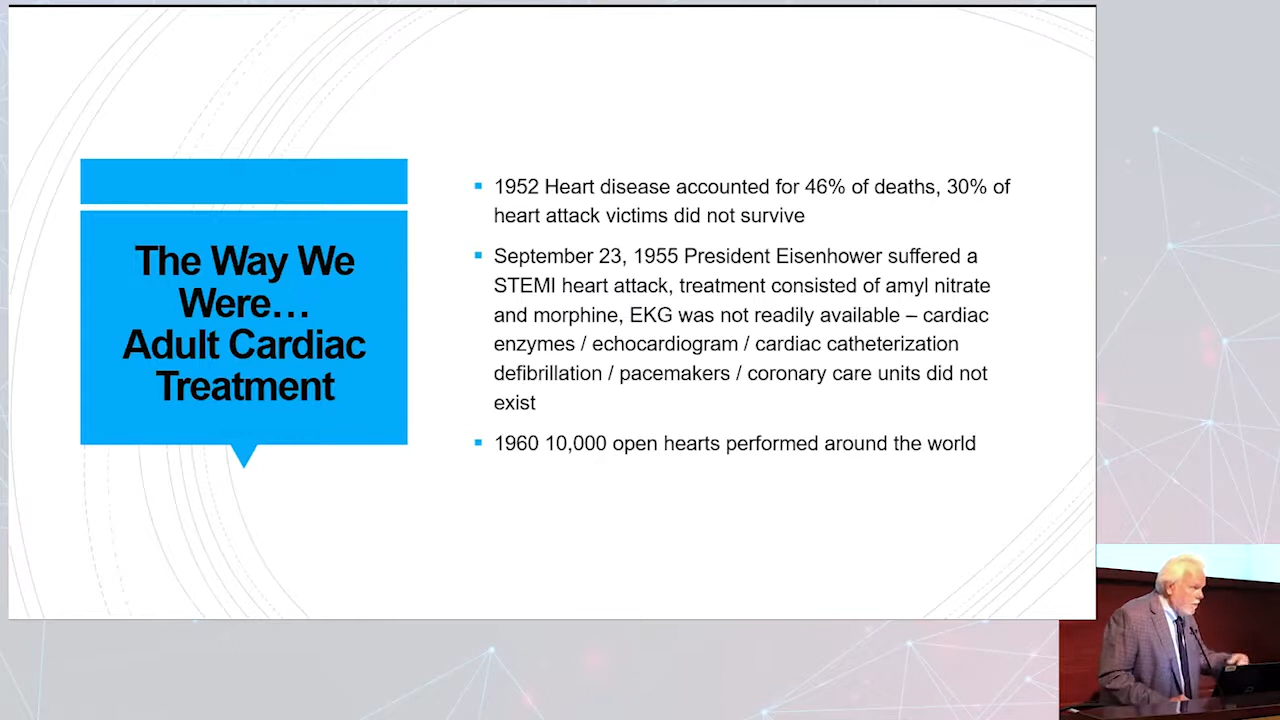 The Way We
Were...
Adult Cardiac
Treatment
▪ 1952 Heart disease accounted for 46% of deaths, 30% of
heart attack victims did not survive
▪ September 23, 1955 President Eisenhower suffered a
STEMI heart attack, treatment consisted of amyl nitrate
and morphine, EKG was not readily available – cardiac
enzymes / echocardiogram / cardiac catheterization
defibrillation / pacemakers / coronary care units did not
exist
▪ 1960 10,000 open hearts performed around the world